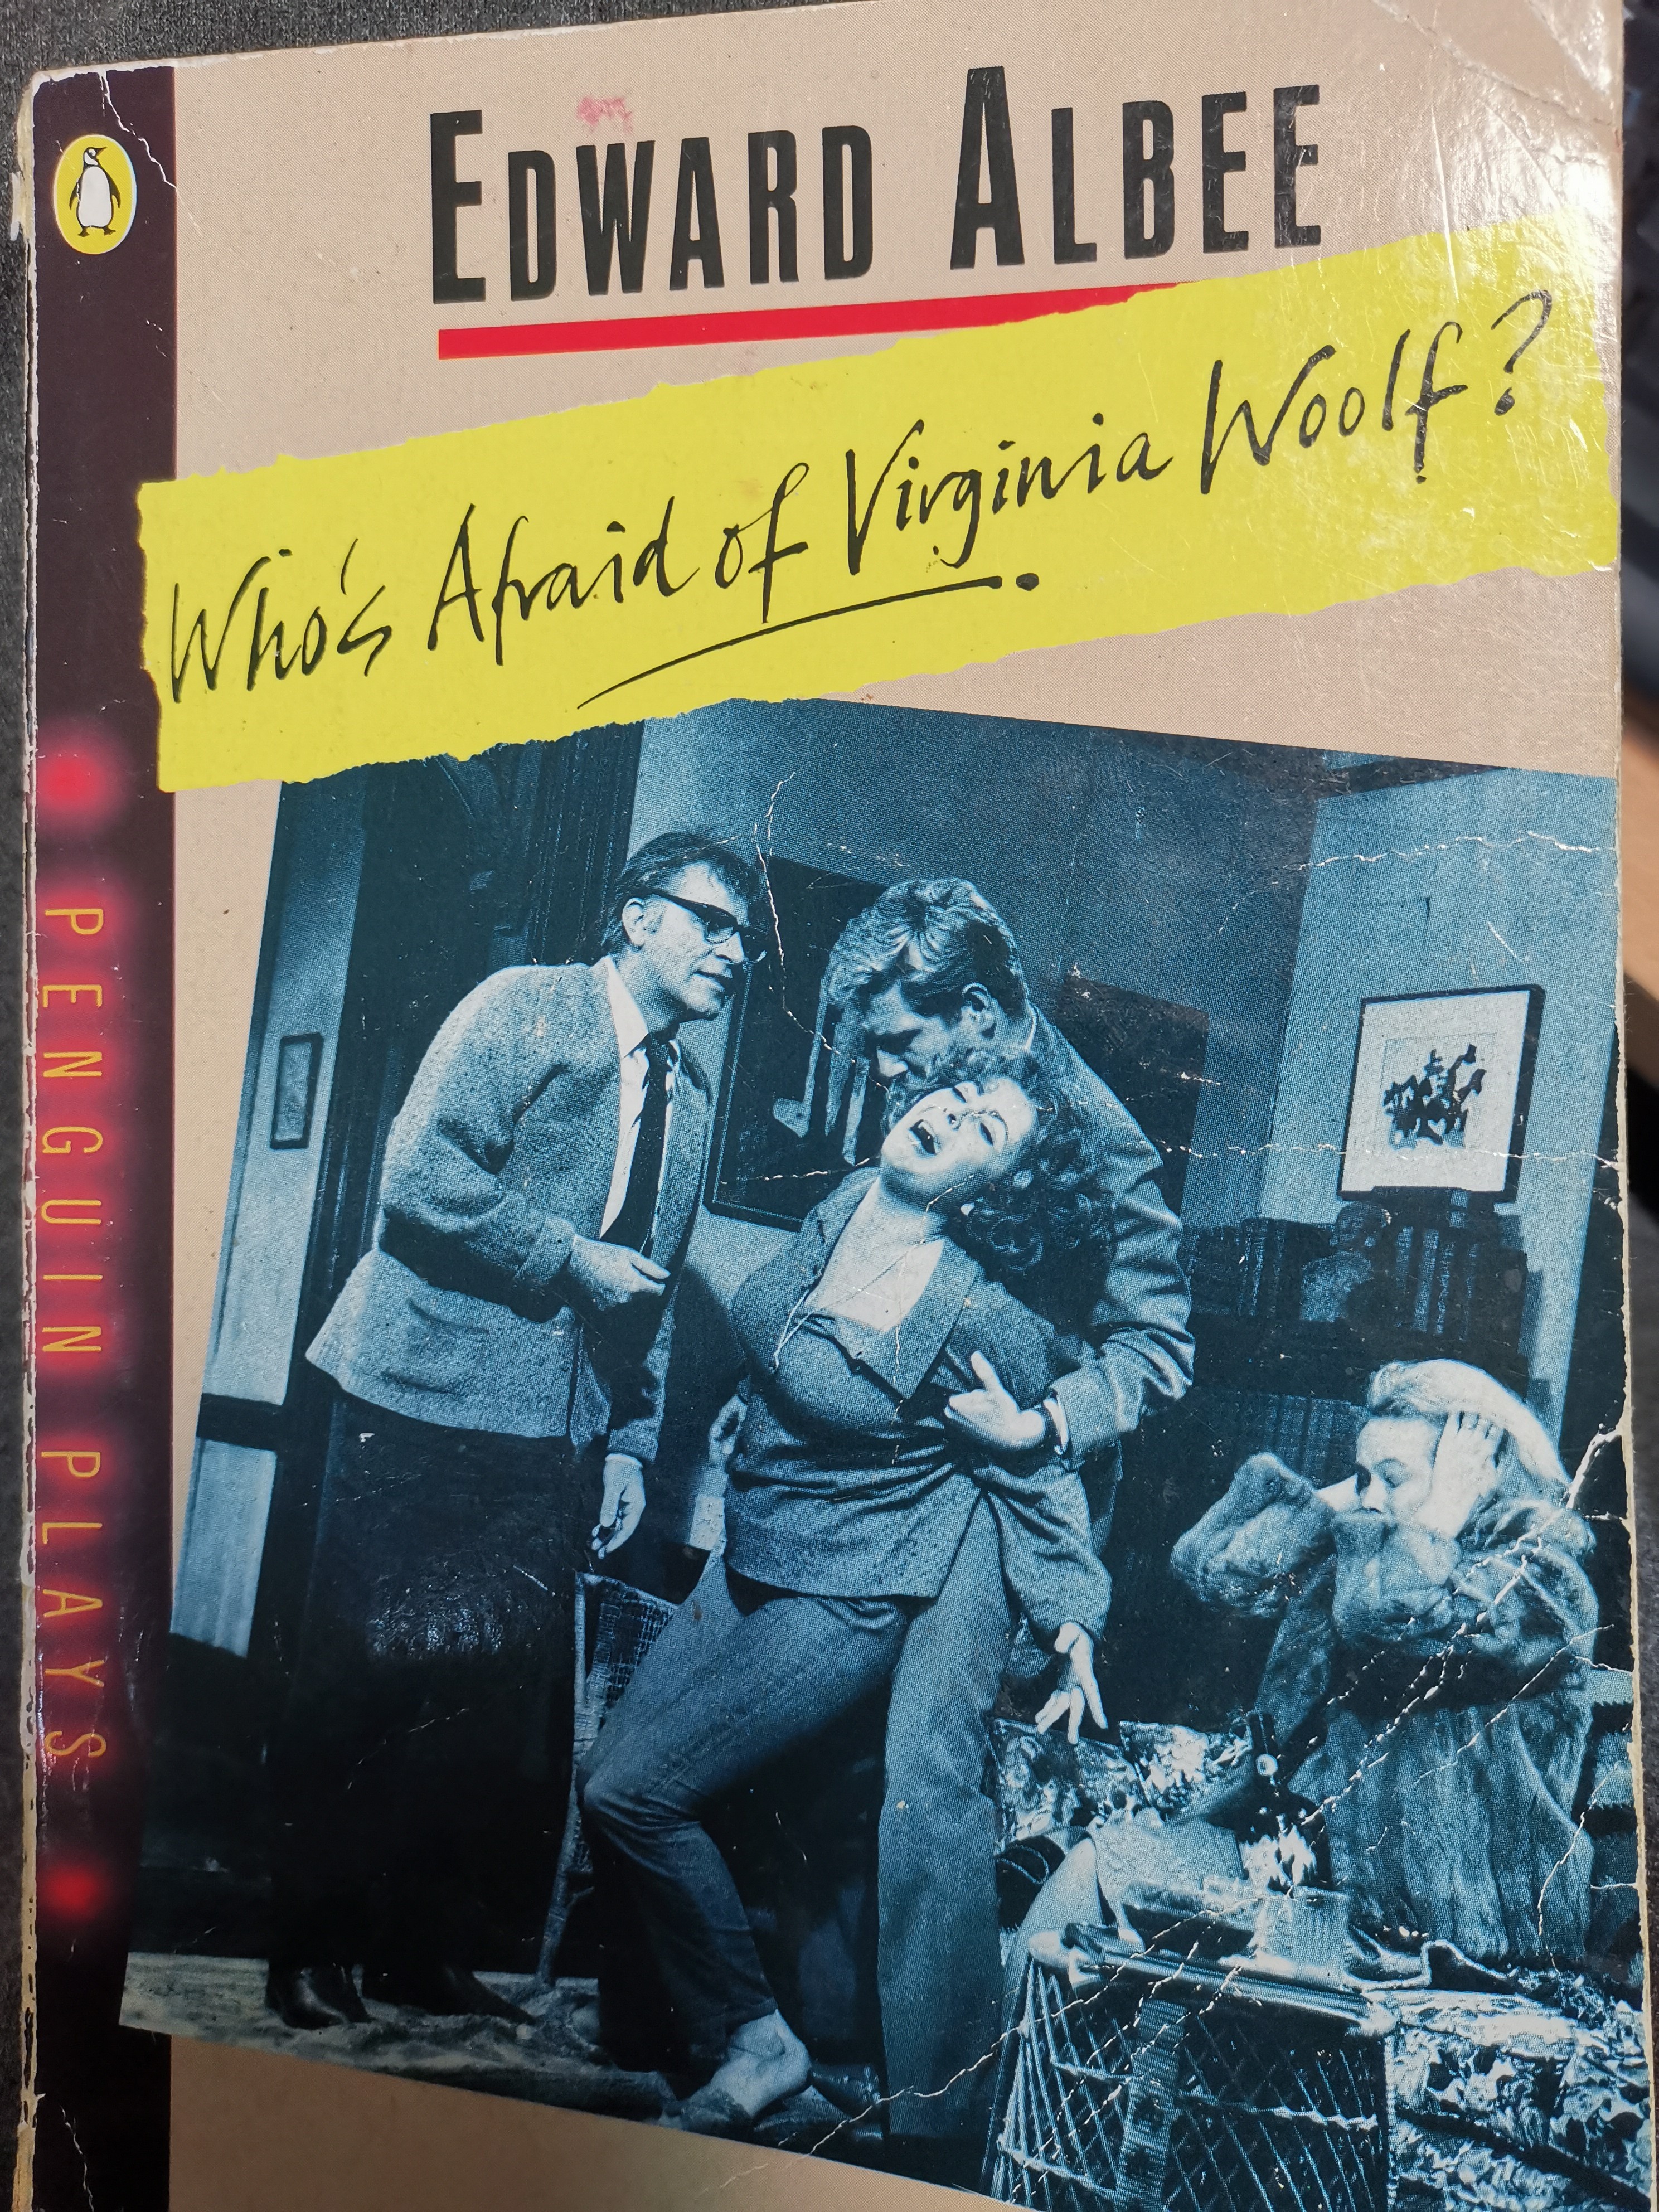 EDWARD ALBEE
Who's Afraid of Virginia Woolf?
PENGUIN PLAYS